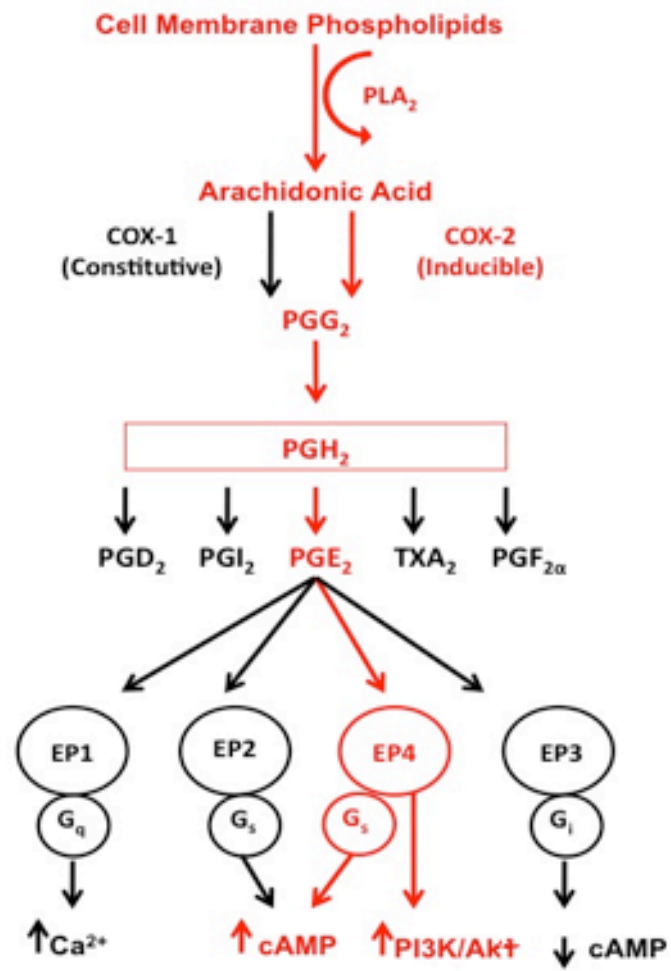 Cell Membrane Phospholipids
PLA₂
Arachidonic Acid
COX-1
(Constitutive)
COX-2
(Inducible)
PGG₂
PGH₂
PGD₂ PGI₂ PGE₂ TXA₂ PGF₂α
EP1 EP2 EP4 EP3
Gq Gs Gs Gi
↑Ca²⁺ ↑cAMP ↑PI3K/Akt ↓ cAMP